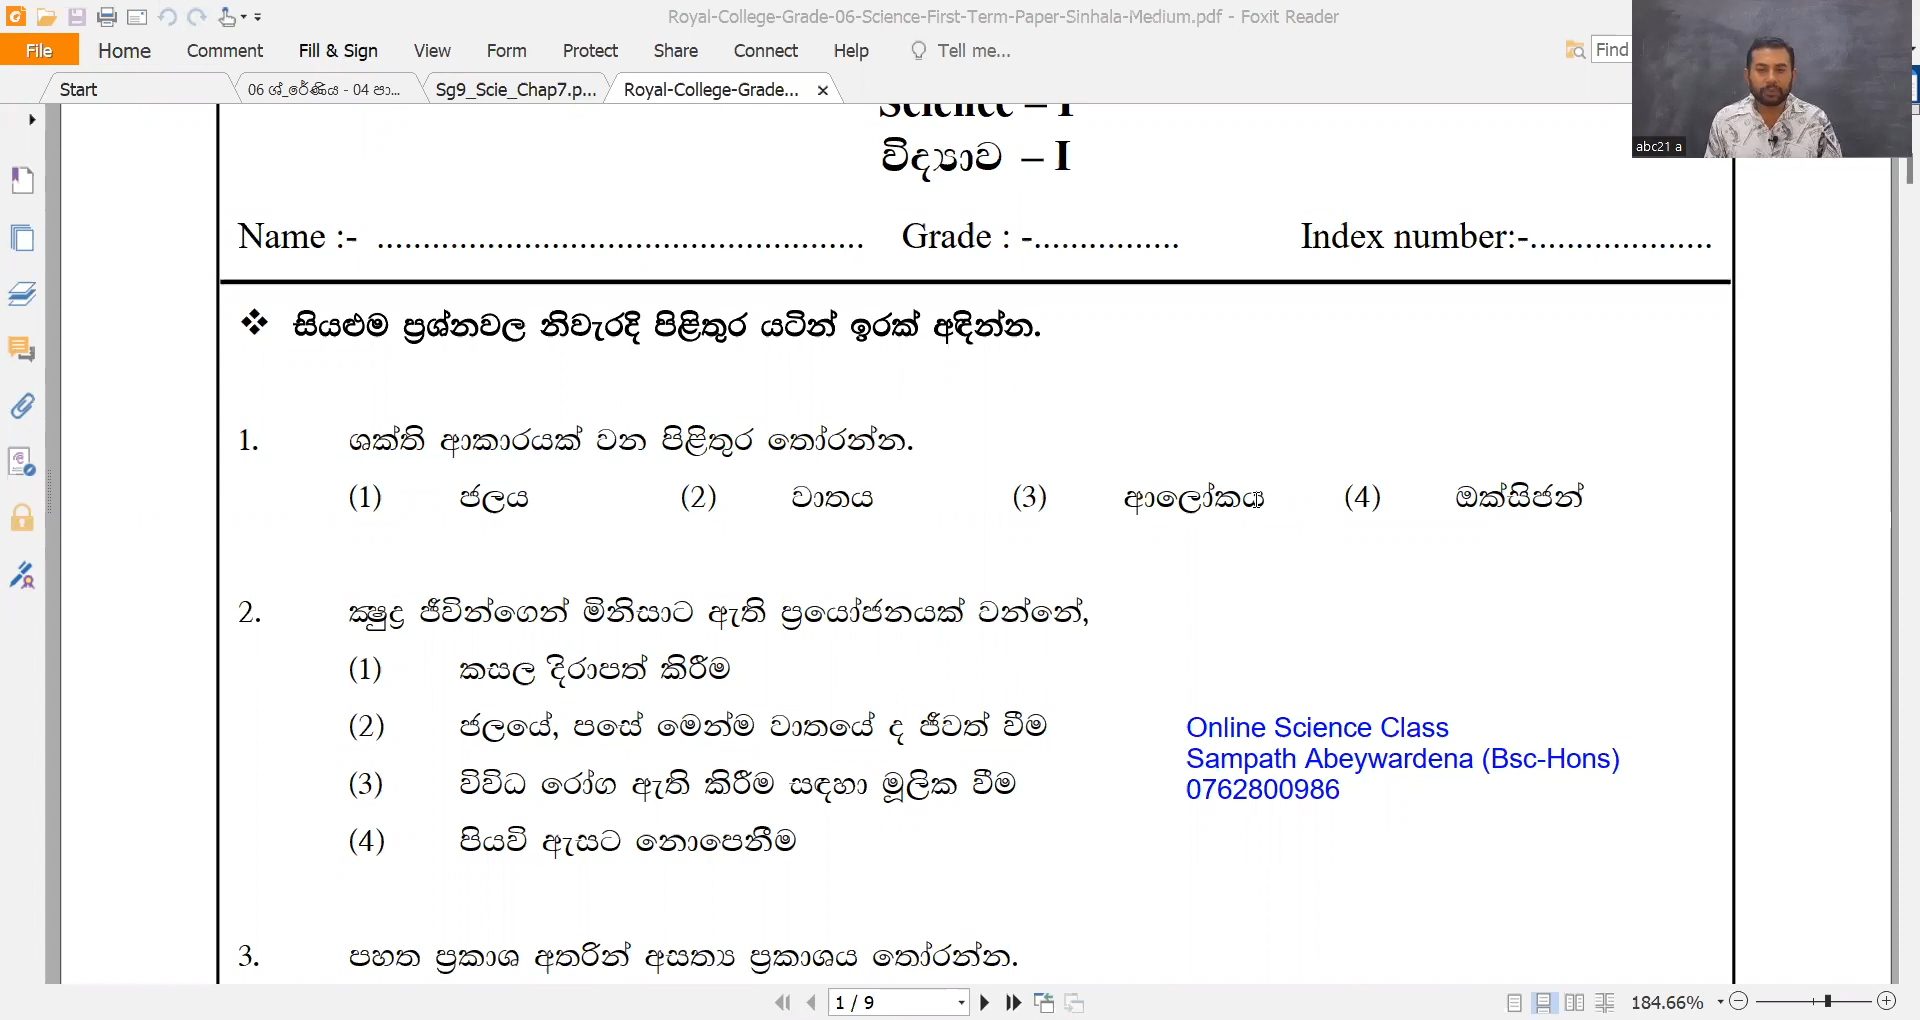 Royal-College-Grade-06-Science-First-Term-Paper-Sinhala-Medium.pdf - Foxit Reader
File Home Comment Fill & Sign View Form Protect Share Connect Help Tell me... Find
Start 06 ශ්‍රේණිය - 04 පා... Sg9_Scie_Chap7.p... Royal-College-Grade...
abc21 a
Science – I
විද්‍යාව – I
Name :- ..................................................... Grade : -................ Index number:-....................
❖ සියළුම ප්‍රශ්නවල නිවැරදි පිළිතුර යටින් ඉරක් අඳින්න.
1. ශක්ති ආකාරයක් වන පිළිතුර තෝරන්න.
(1) ජලය (2) වාතය (3) ආලෝකය (4) ඔක්සිජන්
2. ක්‍ෂුද්‍ර ජීවින්ගෙන් මිනිසාට ඇති ප්‍රයෝජනයක් වන්නේ,
(1) කසල දිරාපත් කිරීම
(2) ජලයේ, පසේ මෙන්ම වාතයේ ද ජීවත් වීම
(3) විවිධ රෝග ඇති කිරීම සඳහා මූලික වීම
(4) පියවි ඇසට නොපෙනීම
Online Science Class
Sampath Abeywardena (Bsc-Hons)
0762800986
3. පහත ප්‍රකාශ අතරින් අසත්‍ය ප්‍රකාශය තෝරන්න.
1 / 9
184.66%